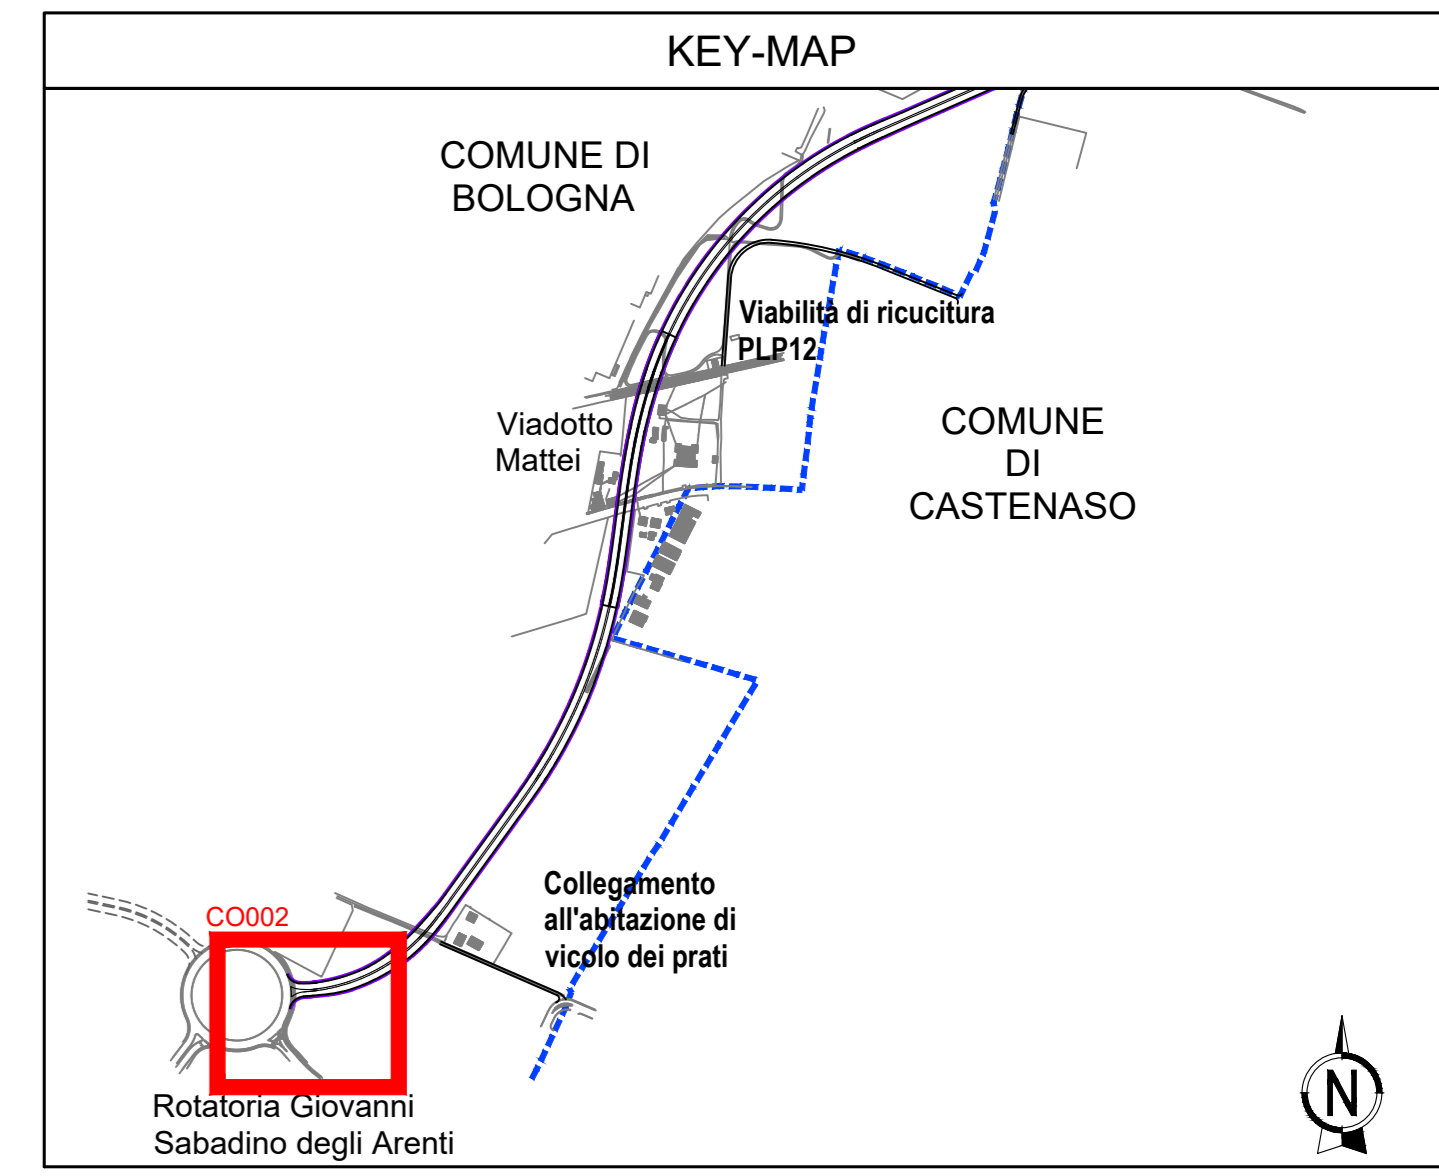 KEY-MAP
COMUNE DI
BOLOGNA
Viabilità di ricucitura
PLP12
Viadotto
Mattei
COMUNE
DI
CASTENASO
Collegamento
all'abitazione di
vicolo dei prati
CO002
Rotatoria Giovanni
Sabadino degli Arenti
N